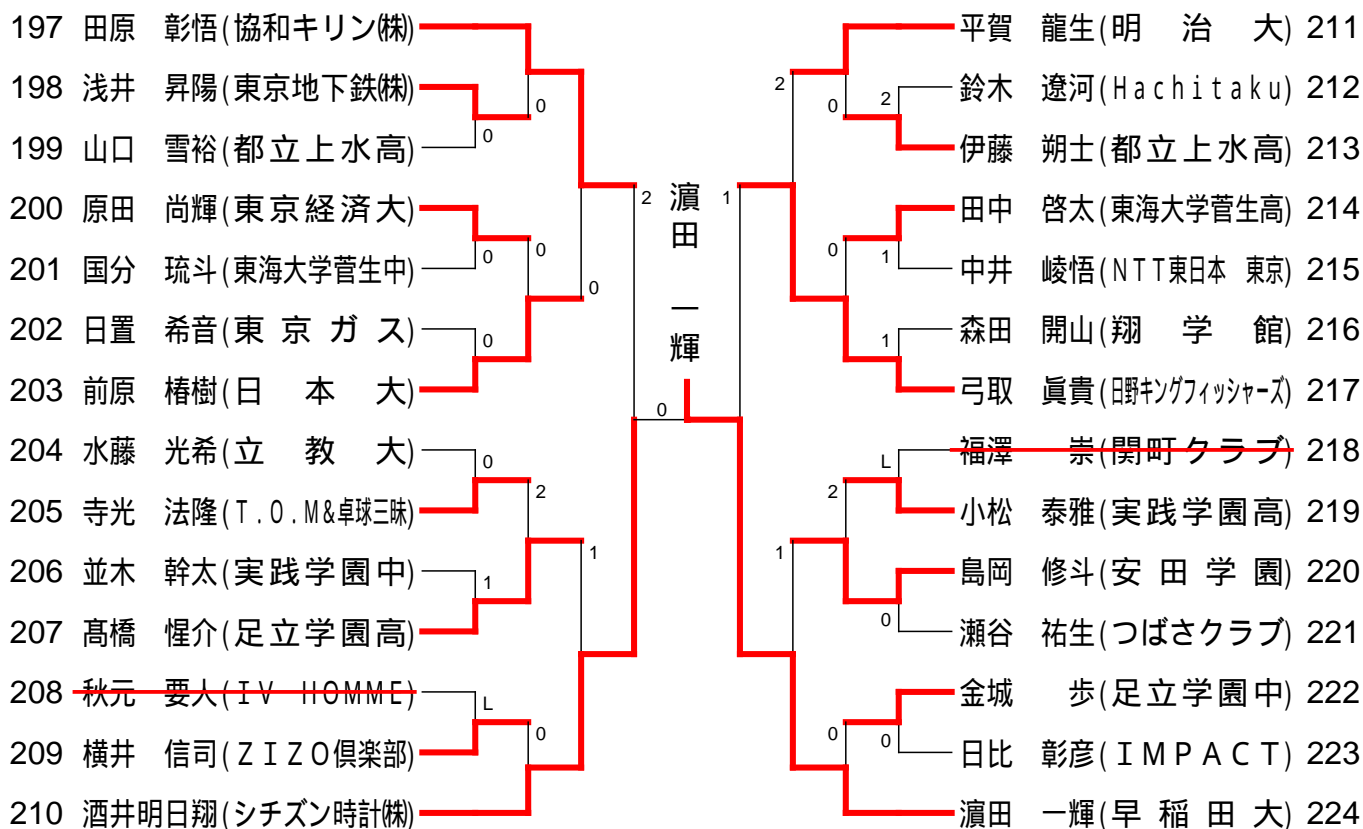 197 田原 彰悟(協和キリン㈱)
198 浅井 昇陽(東京地下鉄㈱)
199 山口 雪裕(都立上水高)
200 原田 尚輝(東京経済大)
201 国分 琉斗(東海大学菅生中)
202 日置 希音(東京ガス)
203 前原 椿樹(日本大)
204 水藤 光希(立教大)
205 寺光 法隆(T.O.M&卓球三昧)
206 並木 幹太(実践学園中)
207 髙橋 惺介(足立学園高)
208 秋元 要人(IV HOMME)
209 横井 信司(ZIZO倶楽部)
210 酒井明日翔(シチズン時計㈱)
0
0
0
0
0
0
0
2
1
1
L
0
2
0
濵田 一輝
1
2
0
2
0
1
1
L
2
1
0
0
0
平賀 龍生(明治大) 211
鈴木 遼河(Hachitaku) 212
伊藤 朔士(都立上水高) 213
田中 啓太(東海大学菅生高) 214
中井 崚悟(NTT東日本 東京) 215
森田 開山(翔学館) 216
弓取 眞貴(日野キングフィッシャーズ) 217
福澤 崇(関町クラブ) 218
小松 泰雅(実践学園高) 219
島岡 修斗(安田学園) 220
瀬谷 祐生(つばさクラブ) 221
金城 歩(足立学園中) 222
日比 彰彦(IMPACT) 223
濵田 一輝(早稲田大) 224